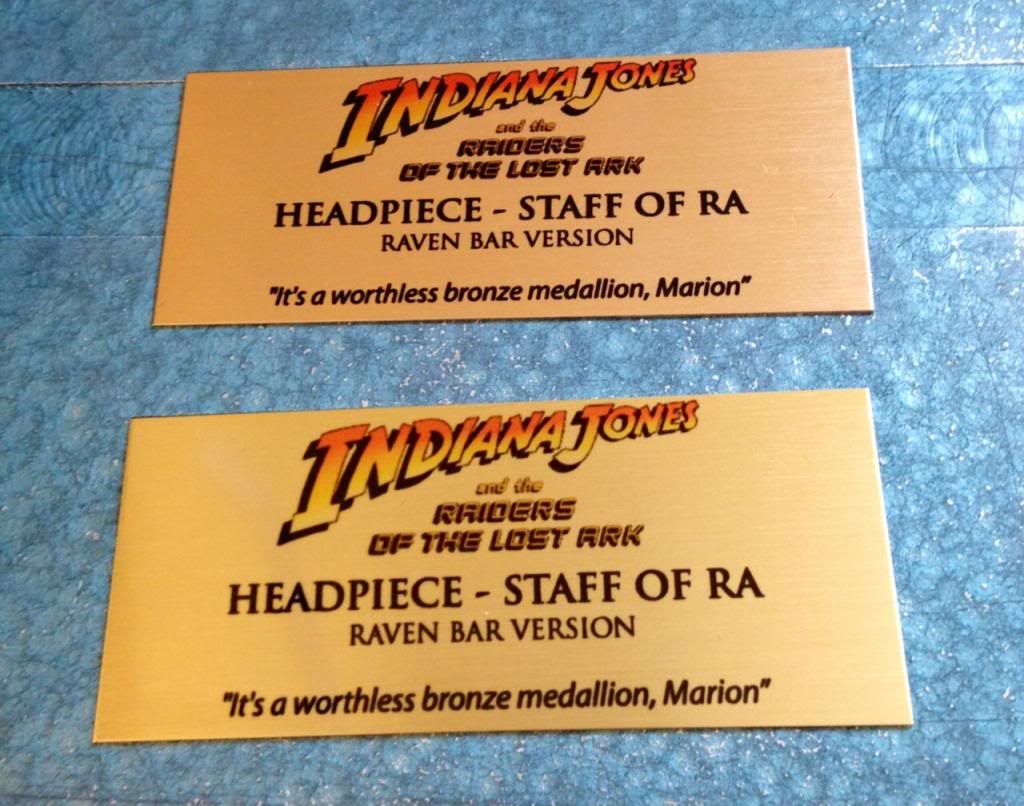 INDIANA JONES
and the
RAIDERS
OF THE LOST ARK
HEADPIECE - STAFF OF RA
RAVEN BAR VERSION
"It's a worthless bronze medallion, Marion"
INDIANA JONES
and the
RAIDERS
OF THE LOST ARK
HEADPIECE - STAFF OF RA
RAVEN BAR VERSION
"It's a worthless bronze medallion, Marion"